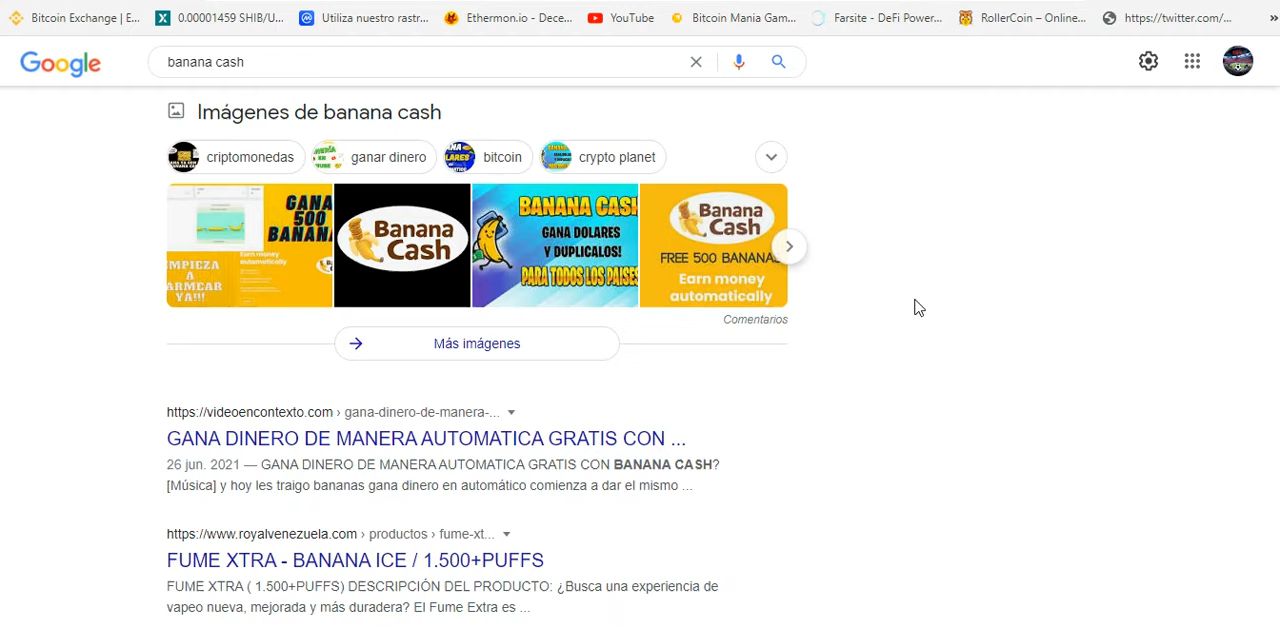 Bitcoin Exchange | E...
0.00001459 SHIB/U...
Utiliza nuestro rastr...
Ethermon.io - Dece...
YouTube
Bitcoin Mania Gam...
Farsite - DeFi Power...
RollerCoin – Online...
https://twitter.com/...
»
Google
banana cash
Imágenes de banana cash
criptomonedas
ganar dinero
bitcoin
crypto planet
GANA
500
BANANA
MPIEZA
A
ARMEAR
YA!!!
Earn money
automatically
Banana
Cash
BANANA CASH
GANA DOLARES
Y DUPLICALOS!
PARA TODOS LOS PAISES
Banana
Cash
FREE 500 BANANAS
Earn money
automatically
Comentarios
Más imágenes
https://videoencontexto.com › gana-dinero-de-manera-...
GANA DINERO DE MANERA AUTOMATICA GRATIS CON ...
26 jun. 2021 — GANA DINERO DE MANERA AUTOMATICA GRATIS CON BANANA CASH?
[Música] y hoy les traigo bananas gana dinero en automático comienza a dar el mismo ...
https://www.royalvenezuela.com › productos › fume-xt...
FUME XTRA - BANANA ICE / 1.500+PUFFS
FUME XTRA ( 1.500+PUFFS) DESCRIPCIÓN DEL PRODUCTO: ¿Busca una experiencia de
vapeo nueva, mejorada y más duradera? El Fume Extra es ...